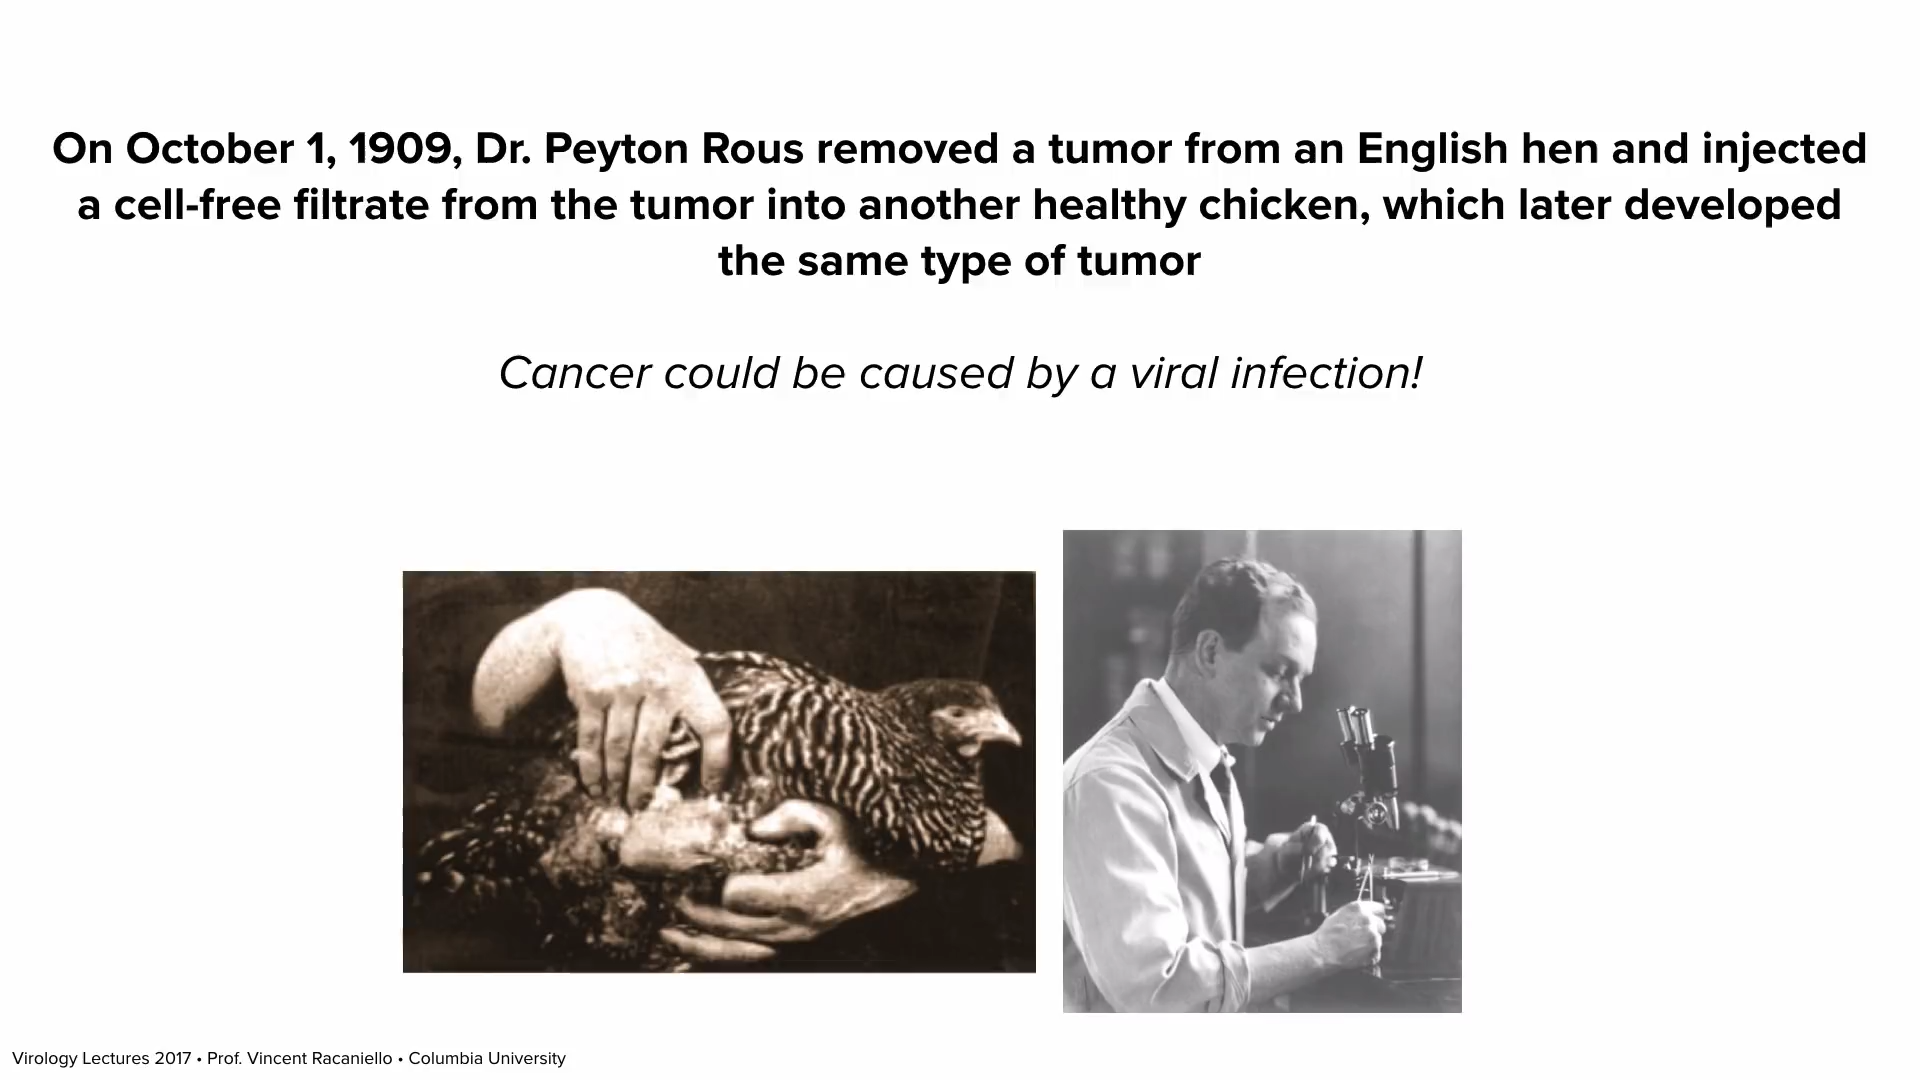 On October 1, 1909, Dr. Peyton Rous removed a tumor from an English hen and injected
a cell-free filtrate from the tumor into another healthy chicken, which later developed
the same type of tumor
Cancer could be caused by a viral infection!
Virology Lectures 2017 • Prof. Vincent Racaniello • Columbia University